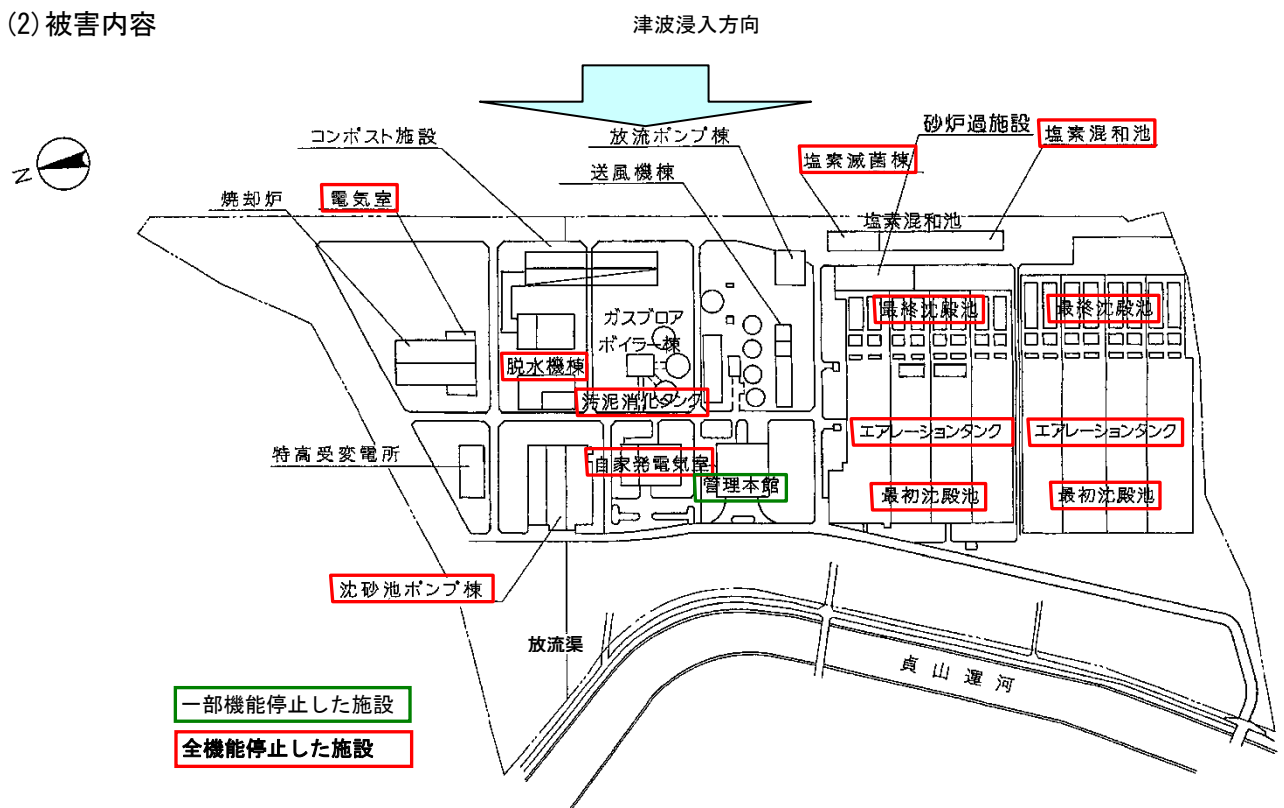 (2)被害内容
津波浸入方向
コンポスト施設
放流ポンプ棟
砂炉過施設
塩素混和池
塩素滅菌棟
送風機棟
N
焼却炉
電気室
塩素混和池
最終沈殿池
最終沈殿池
ガスブロア
ボイラー棟
脱水機棟
汚泥消化タンク
エアレーションタンク
エアレーションタンク
特高受変電所
自家発電気室
管理本館
最初沈殿池
最初沈殿池
沈砂池ポンプ棟
放流渠
貞山運河
一部機能停止した施設
全機能停止した施設